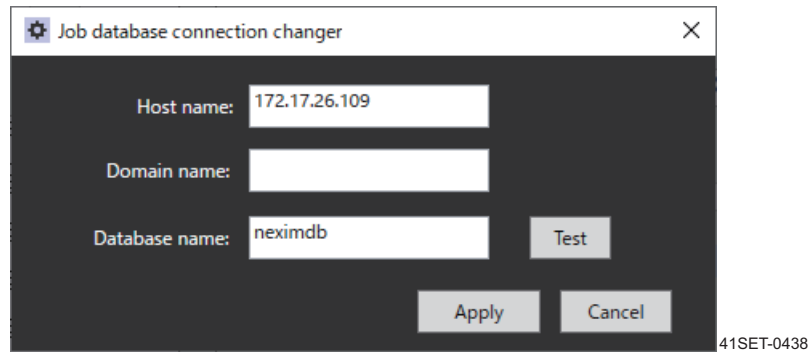 Job database connection changer
Host name: 172.17.26.109
Domain name:
Database name: neximdb Test
Apply Cancel
41SET-0438